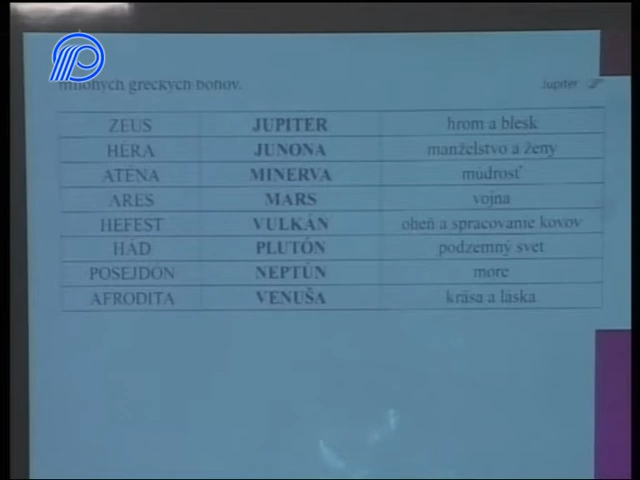 mnohých gréckych bohov.
Jupiter
ZEUS JUPITER hrom a blesk
HÉRA JUNONA manželstvo a ženy
ATÉNA MINERVA múdrosť
ARES MARS vojna
HEFEST VULKÁN oheň a spracovanie kovov
HÁD PLUTÓN podzemný svet
POSEJDÓN NEPTÚN more
AFRODITA VENUŠA krása a láska